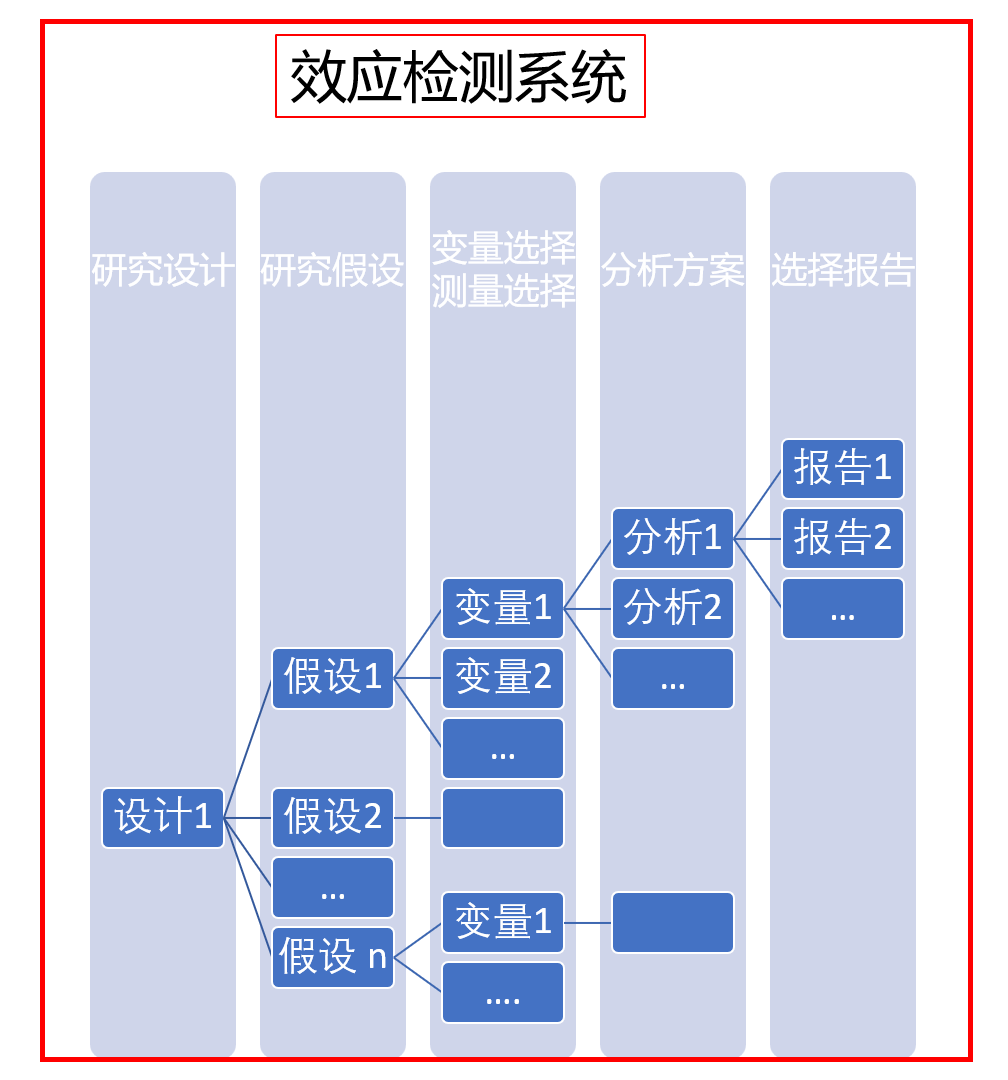 效应检测系统
研究设计
研究假设
变量选择
测量选择
分析方案
选择报告
报告1
分析1
报告2
变量1
分析2
...
假设1
变量2
...
...
设计1
假设2
...
变量1
假设 n
....